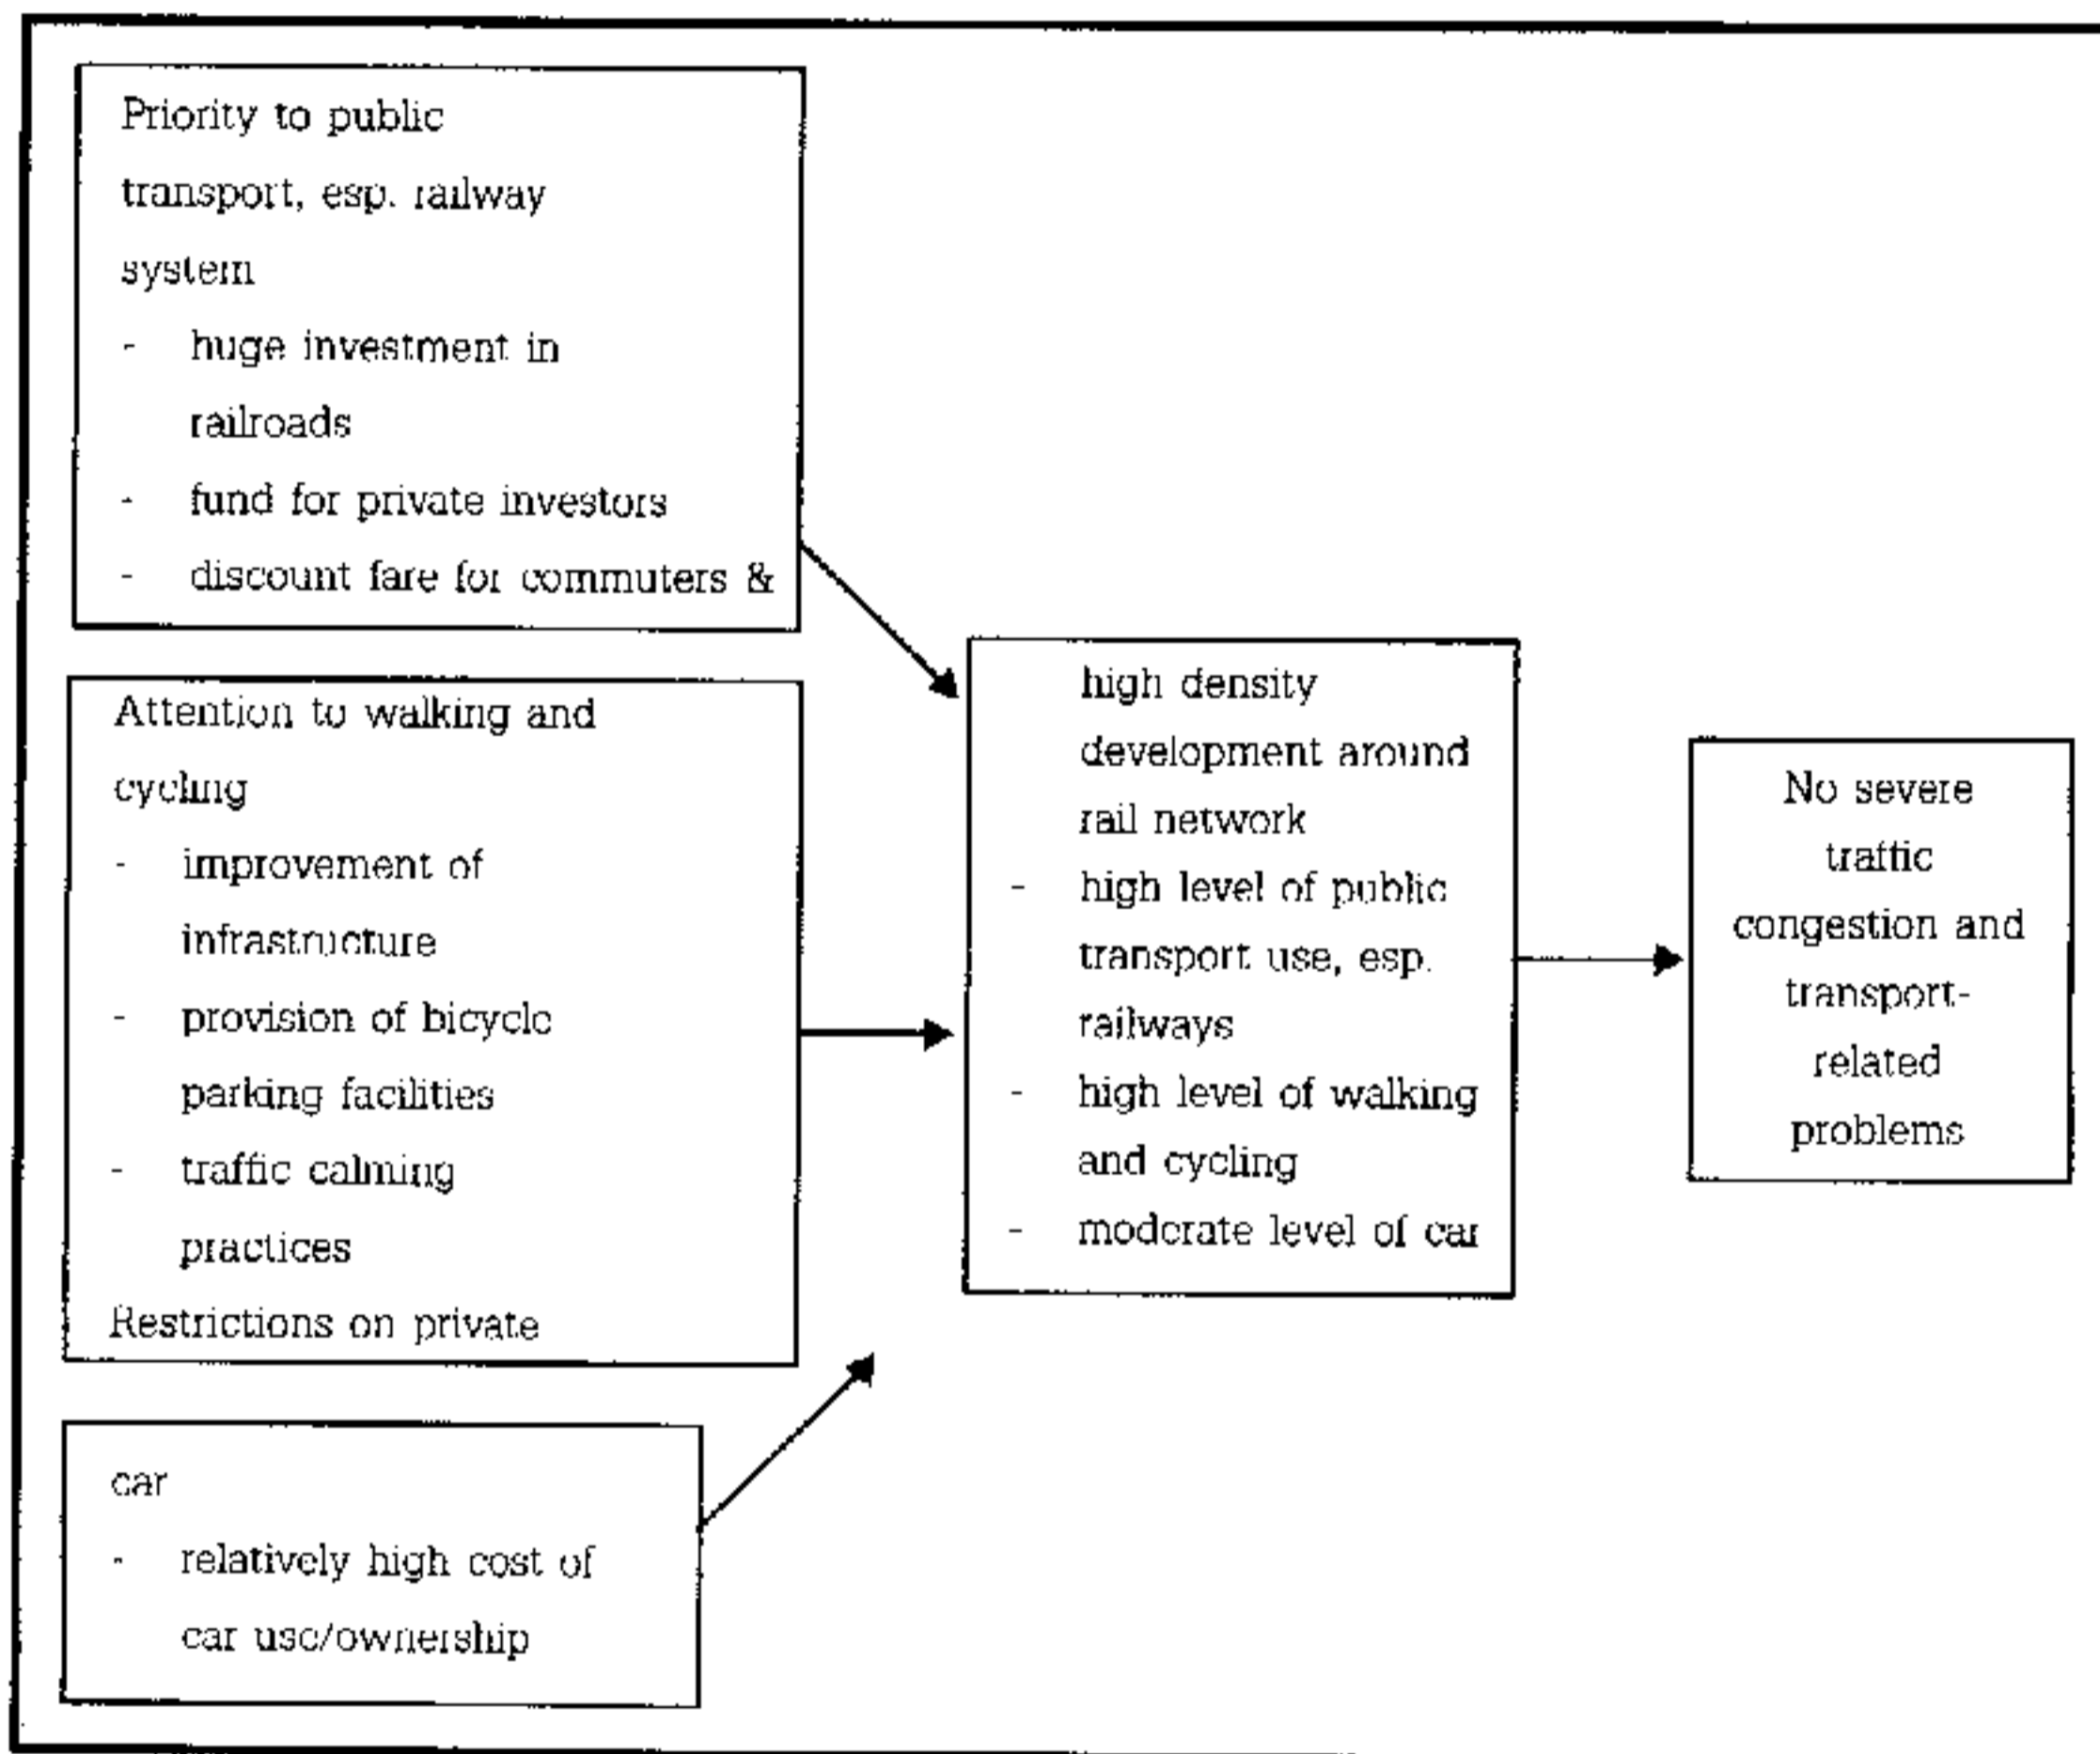 Priority to public
transport, esp. railway
system
- huge investment in
railroads
- fund for private investors
- discount fare for commuters &
Attention to walking and
cycling
- improvement of
infrastructure
- provision of bicycle
parking facilities
- traffic calming
practices
Restrictions on private
car
- relatively high cost of
car use/ownership
high density
development around
rail network
- high level of public
transport use, esp.
railways
- high level of walking
and cycling
- moderate level of car
No severe
traffic
congestion and
transport-
related
problems